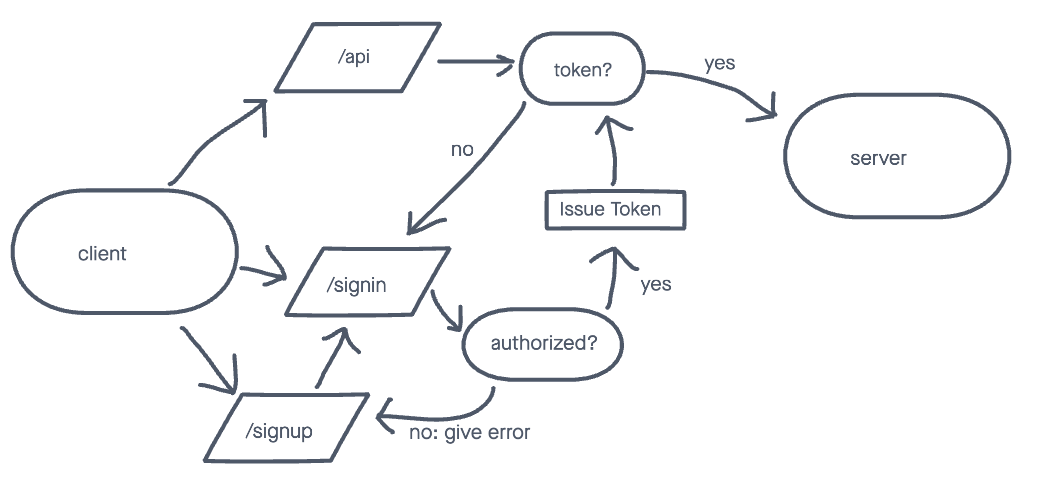 /api
token?
yes
no
server
Issue Token
client
/signin
yes
authorized?
/signup
no: give error